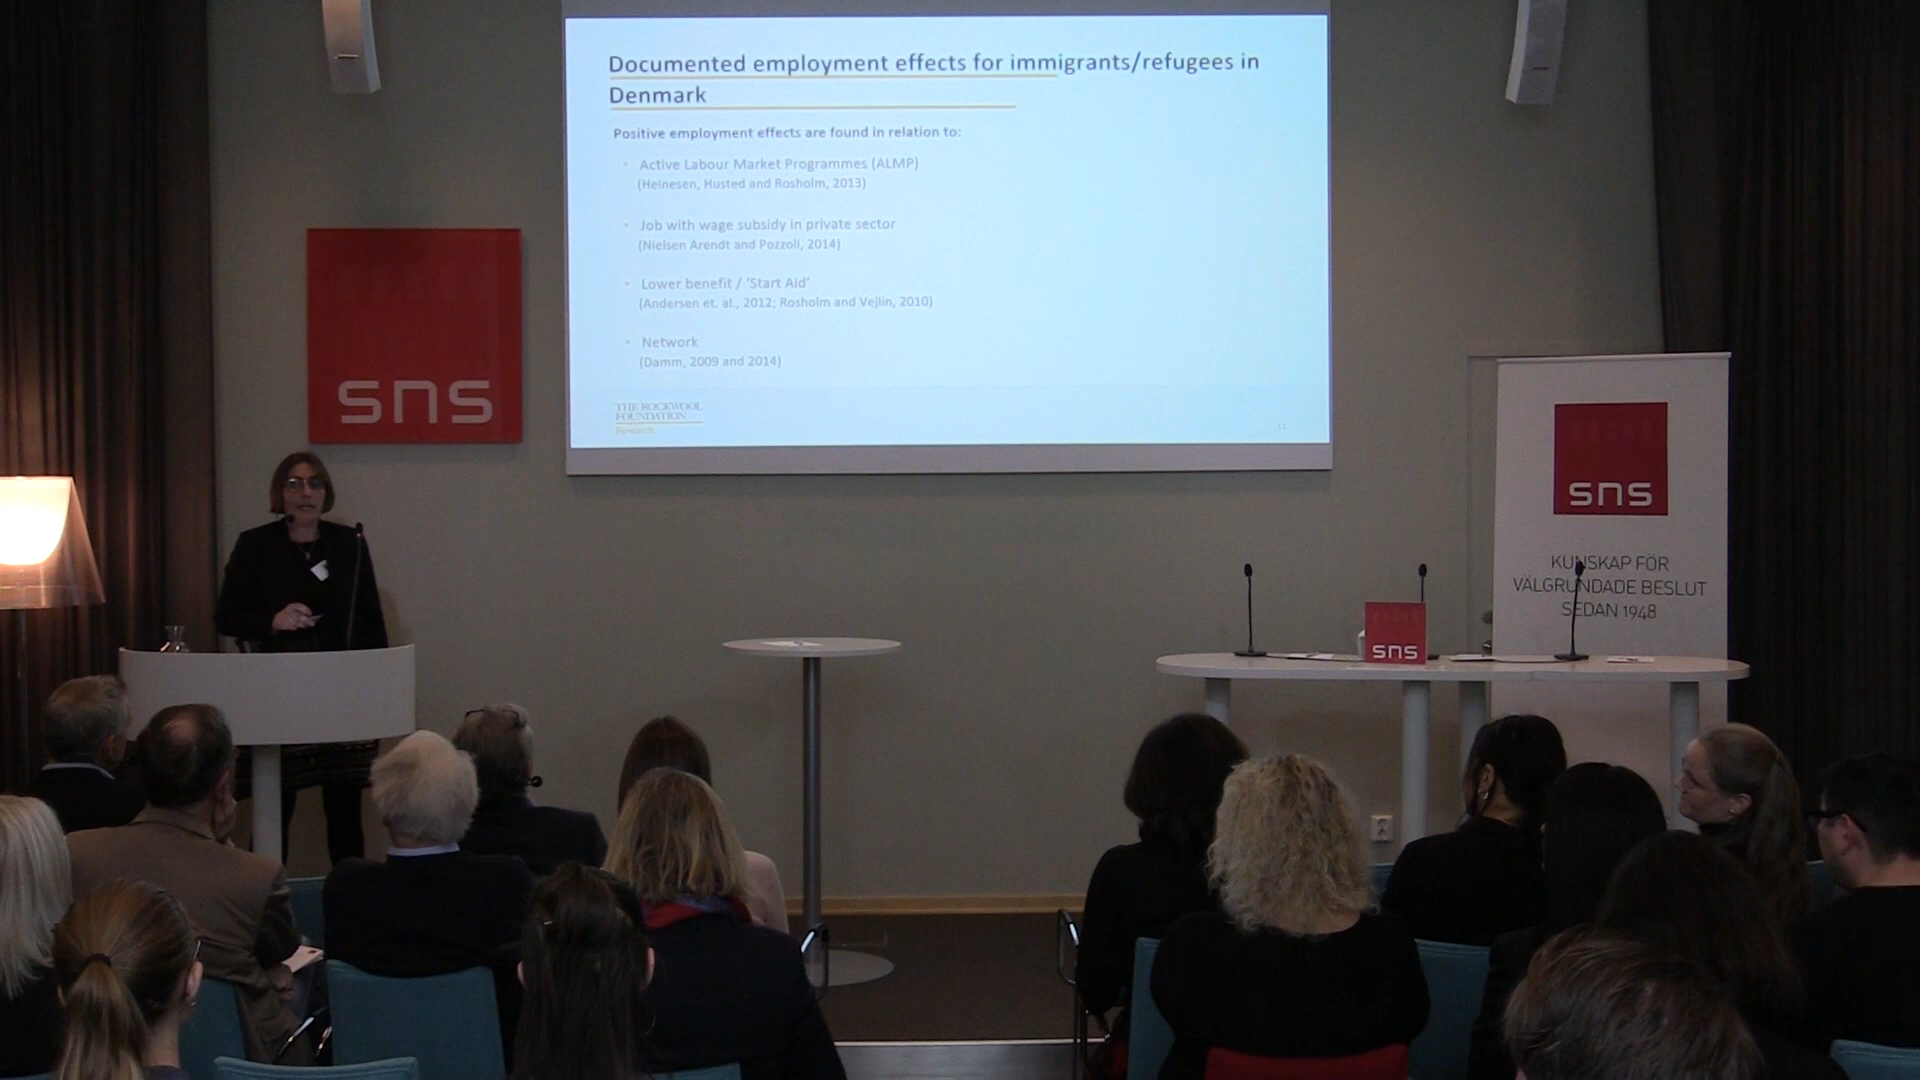 Documented employment effects for immigrants/refugees in
Denmark
Positive employment effects are found in relation to:
• Active Labour Market Programmes (ALMP)
(Heinesen, Husted and Rosholm, 2013)
• Job with wage subsidy in private sector
(Nielsen Arendt and Pozzoli, 2014)
• Lower benefit / ‘Start Aid’
(Andersen et. al., 2012; Rosholm and Vejlin, 2010)
• Network
(Damm, 2009 and 2014)
THE ROCKWOOL
FOUNDATION
Research
11
sns
sns
KUNSKAP FÖR
VÄLGRUNDADE BESLUT
SEDAN 1948
sns